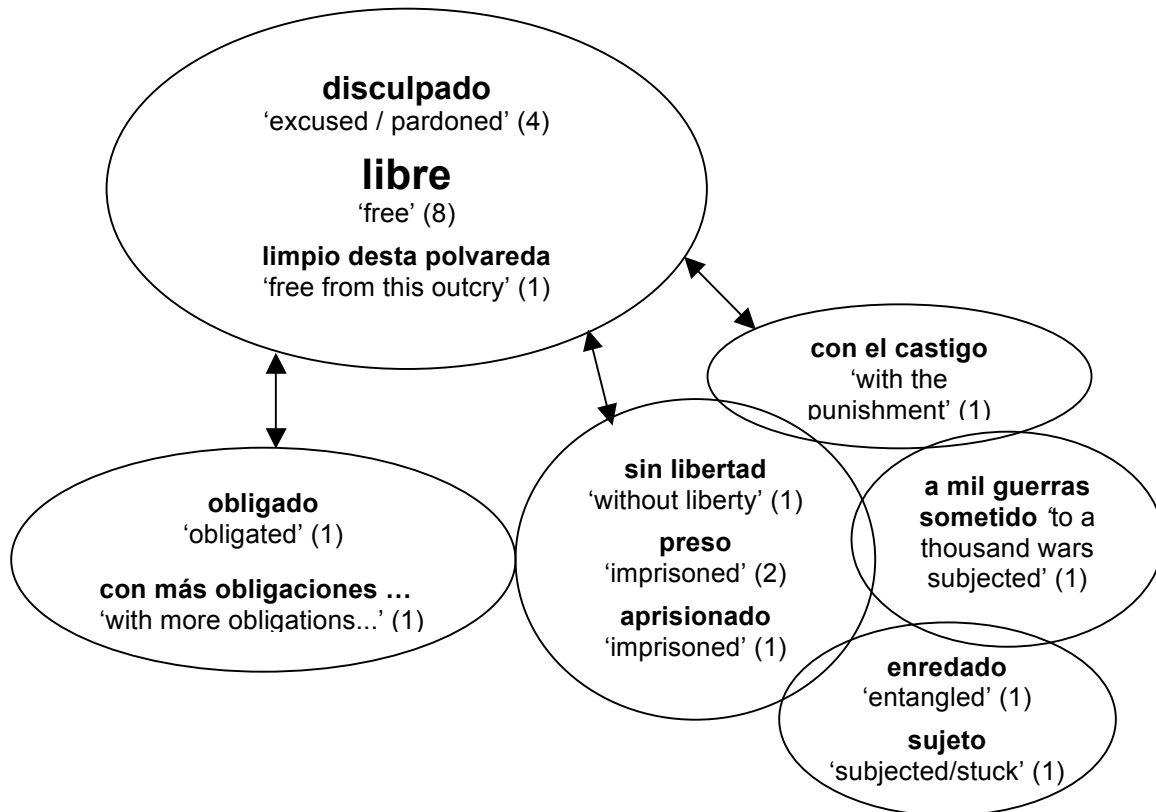 disculpado
‘excused / pardoned’ (4)
libre
‘free’ (8)
limpio desta polvareda
‘free from this outcry’ (1)
con el castigo
‘with the
punishment’ (1)
obligado
‘obligated’ (1)
con más obligaciones …
‘with more obligations...’ (1)
sin libertad
‘without liberty’ (1)
preso
‘imprisoned’ (2)
aprisionado
‘imprisoned’ (1)
a mil guerras
sometido ‘to a
thousand wars
subjected’ (1)
enredado
‘entangled’ (1)
sujeto
‘subjected/stuck’ (1)